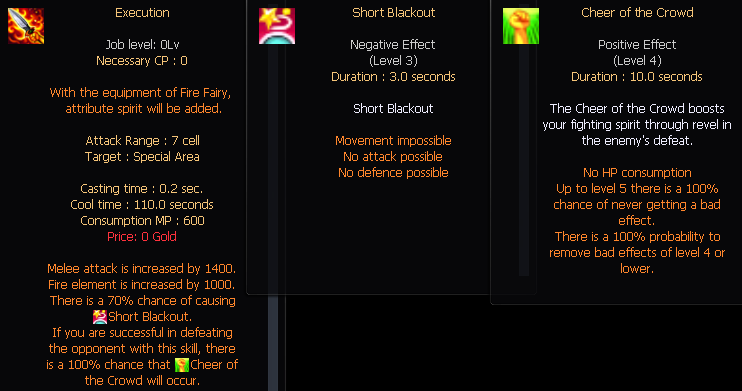 Execution
Job level: 0Lv
Necessary CP : 0
With the equipment of Fire Fairy,
attribute spirit will be added.
Attack Range : 7 cell
Target : Special Area
Casting time : 0.2 sec.
Cool time : 110.0 seconds
Consumption MP : 600
Price: 0 Gold
Melee attack is increased by 1400.
Fire element is increased by 1000.
There is a 70% chance of causing
Short Blackout.
If you are successful in defeating
the opponent with this skill, there
is a 100% chance that Cheer of
the Crowd will occur.
Short Blackout
Negative Effect
(Level 3)
Duration : 3.0 seconds
Short Blackout
Movement impossible
No attack possible
No defence possible
Cheer of the Crowd
Positive Effect
(Level 4)
Duration : 10.0 seconds
The Cheer of the Crowd boosts
your fighting spirit through revel in
the enemy's defeat.
No HP consumption
Up to level 5 there is a 100%
chance of never getting a bad
effect.
There is a 100% probability to
remove bad effects of level 4 or
lower.